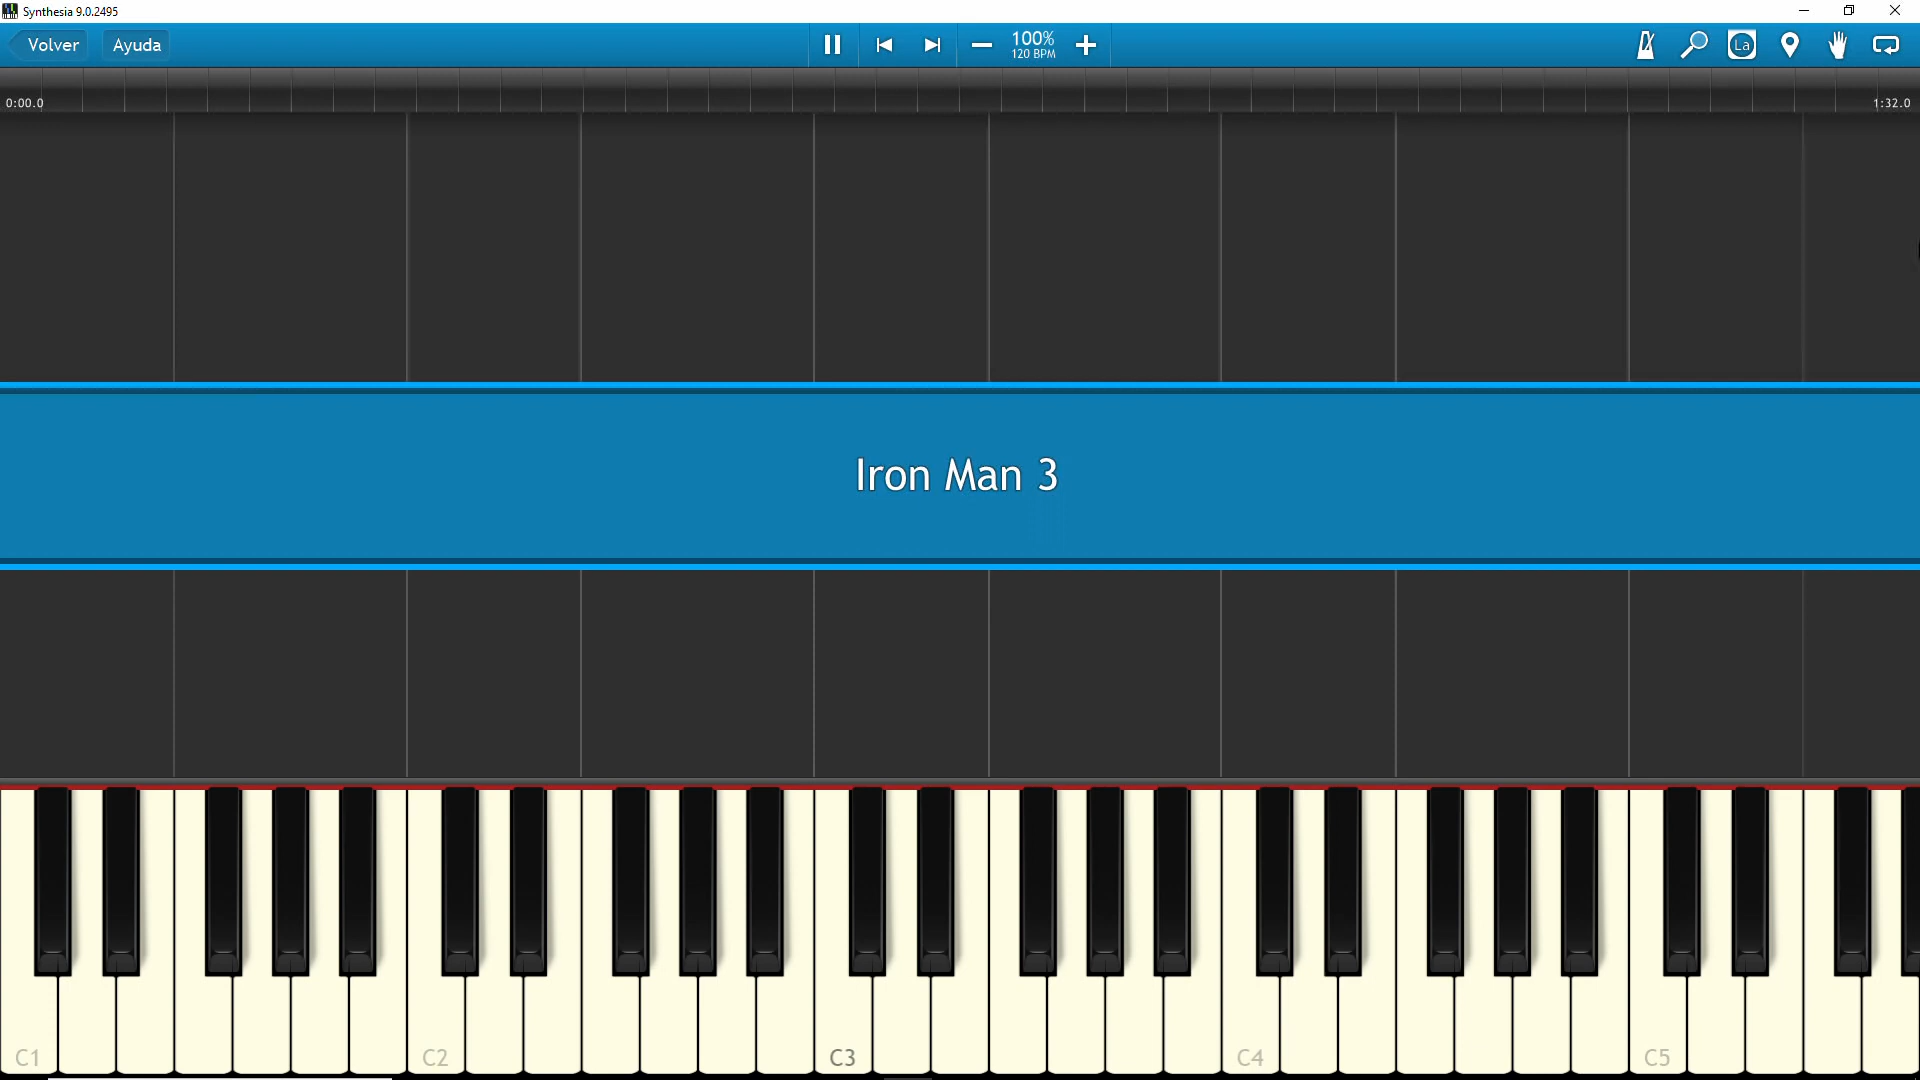 Synthesia 9.0.2495
Volver Ayuda 100% La
120 BPM
0:00.0 1:32.0
Iron Man 3
C1 C2 C3 C4 C5